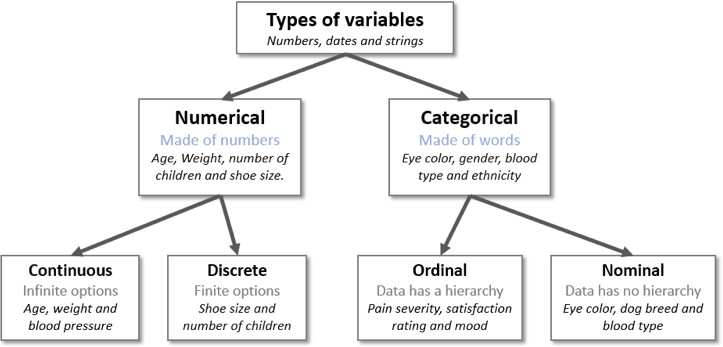 Types of variables
Numbers, dates and strings
Numerical
Made of numbers
Age, Weight, number of
children and shoe size.
Categorical
Made of words
Eye color, gender, blood
type and ethnicity
Continuous
Infinite options
Age, weight and
blood pressure
Discrete
Finite options
Shoe size and
number of children
Ordinal
Data has a hierarchy
Pain severity, satisfaction
rating and mood
Nominal
Data has no hierarchy
Eye color, dog breed and
blood type